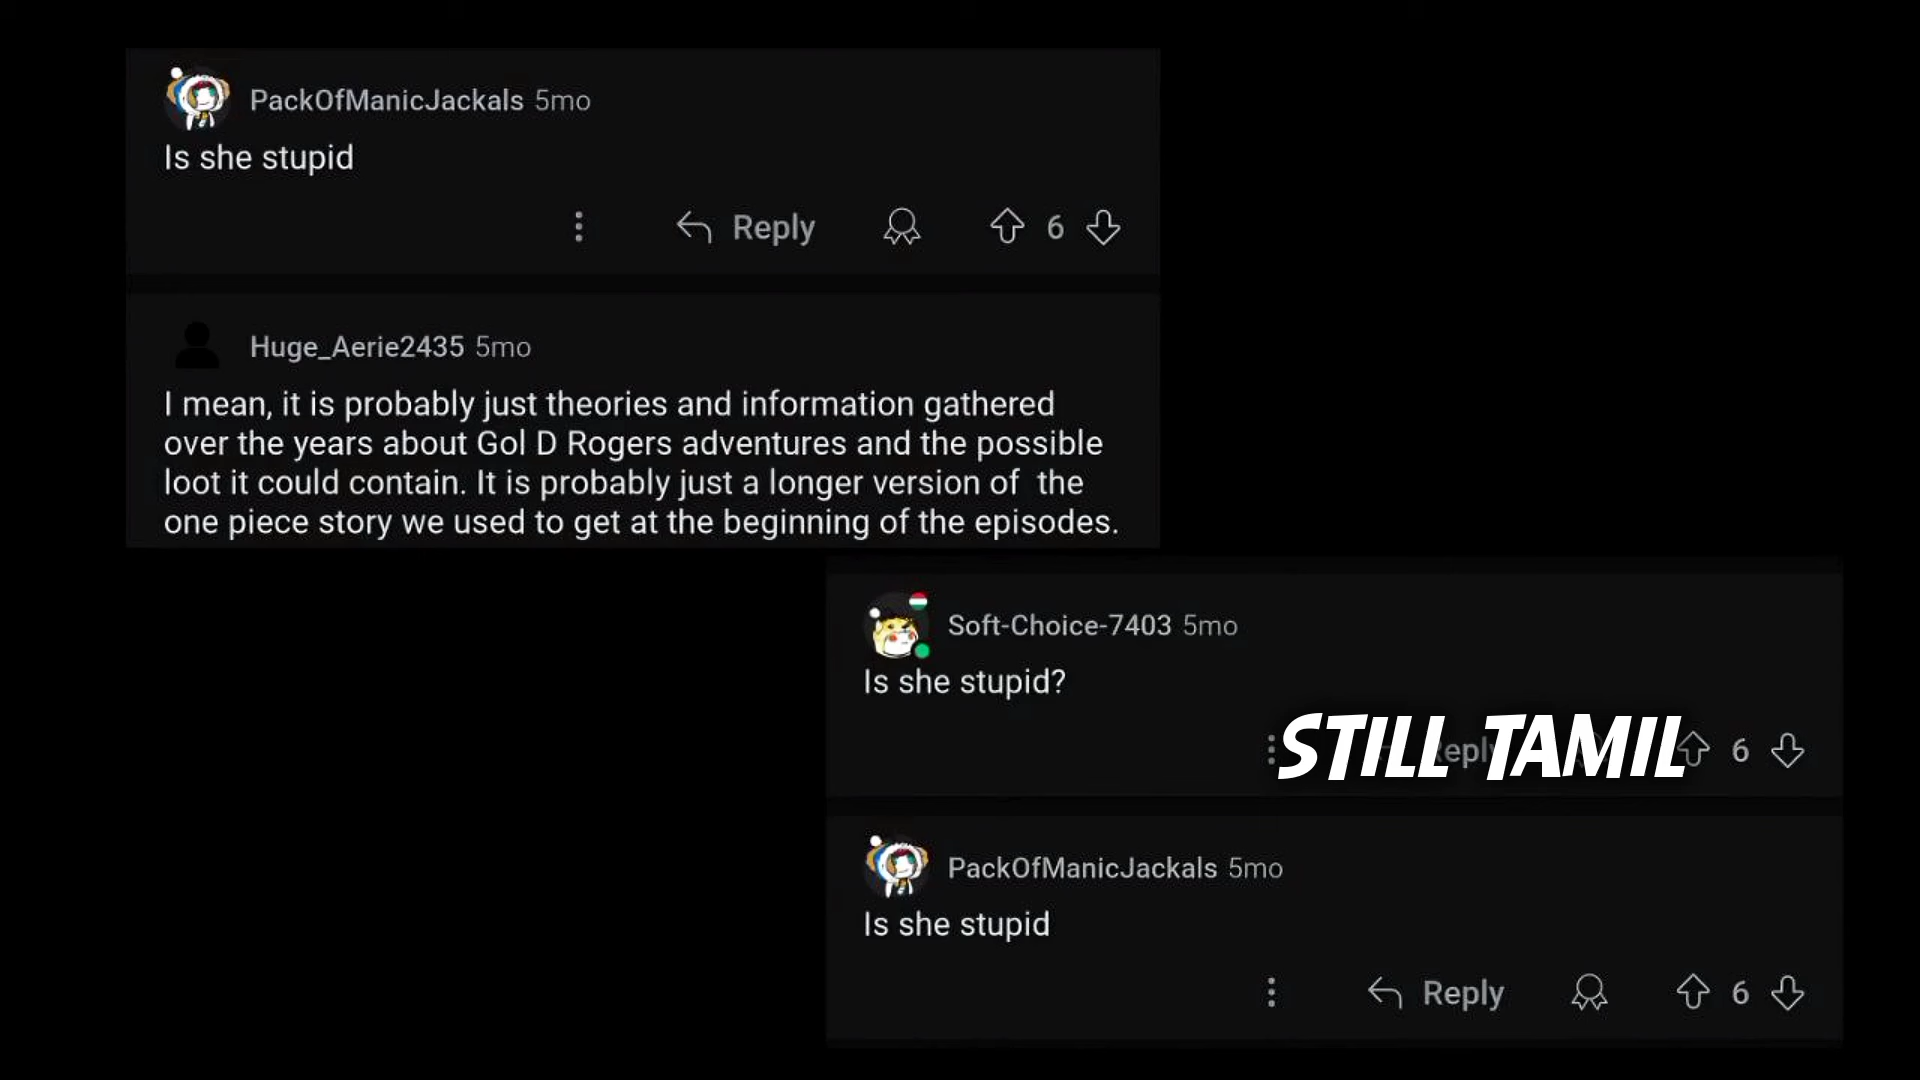 PackOfManicJackals 5mo
Is she stupid
Reply 6
Huge_Aerie2435 5mo
I mean, it is probably just theories and information gathered
over the years about Gol D Rogers adventures and the possible
loot it could contain. It is probably just a longer version of  the
one piece story we used to get at the beginning of the episodes.
Soft-Choice-7403 5mo
Is she stupid?
STILL TAMIL
Reply 6
PackOfManicJackals 5mo
Is she stupid
Reply 6